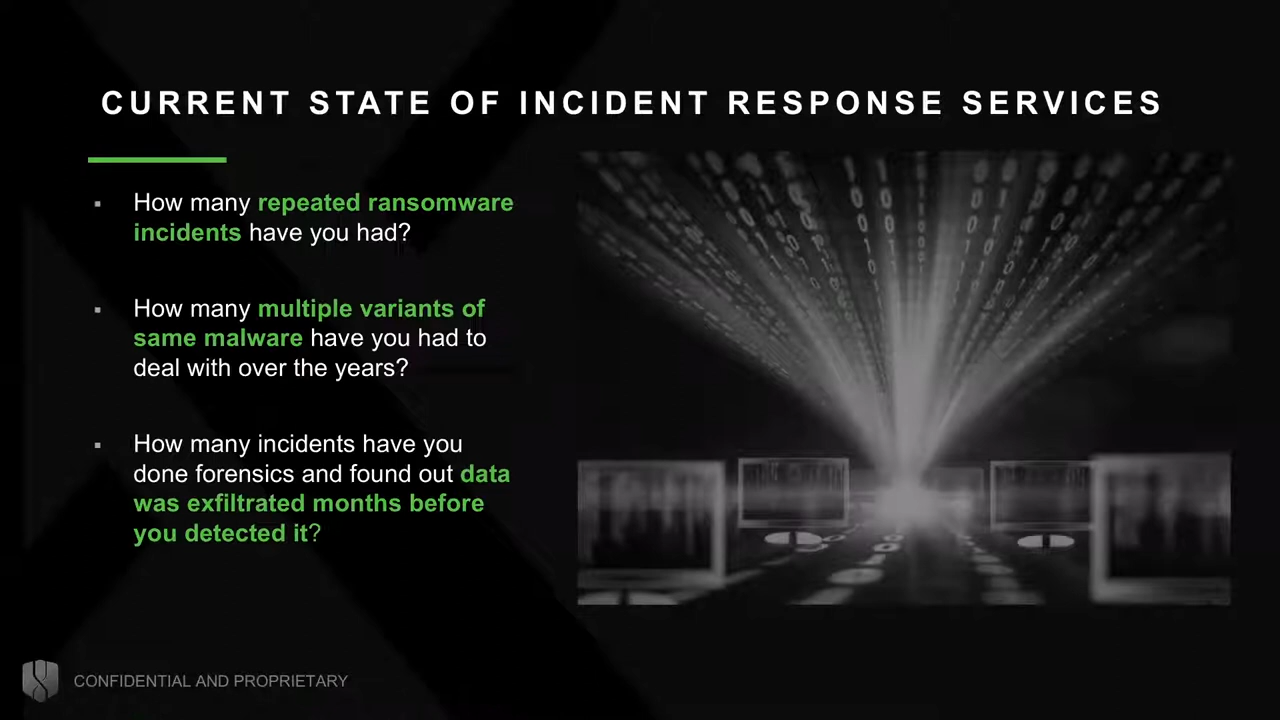 CURRENT STATE OF INCIDENT RESPONSE SERVICES
How many repeated ransomware
incidents have you had?
How many multiple variants of
same malware have you had to
deal with over the years?
How many incidents have you
done forensics and found out data
was exfiltrated months before
you detected it?
CONFIDENTIAL AND PROPRIETARY